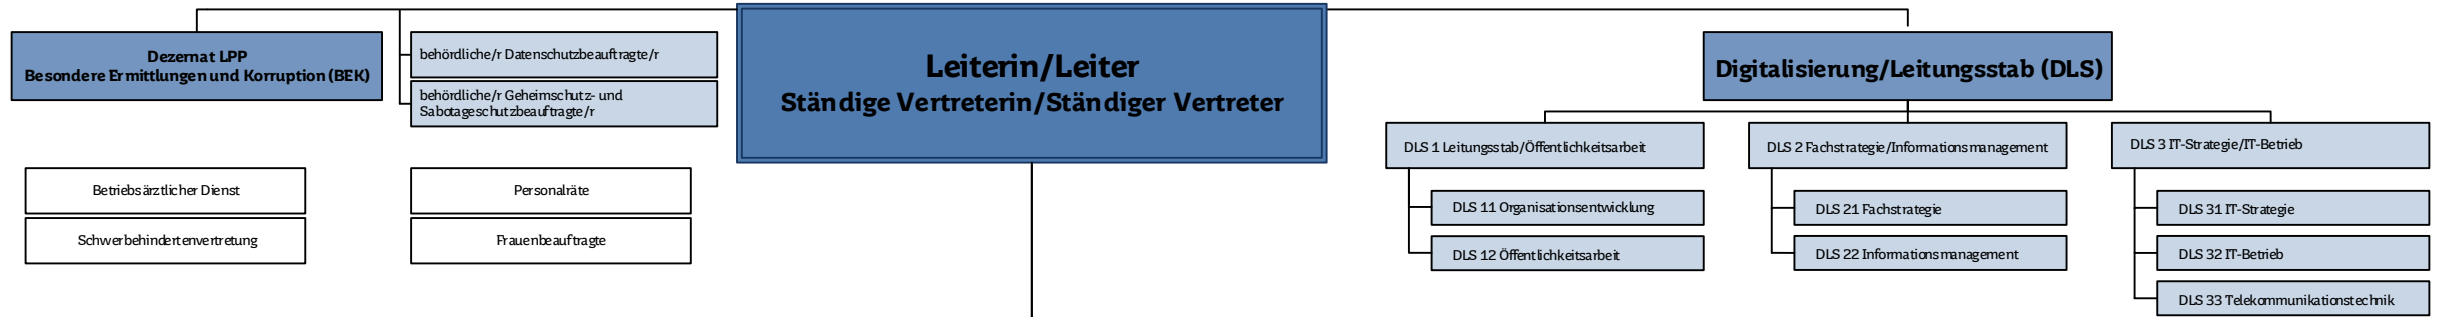 Dezernat LPP
Besondere Ermittlungen und Korruption (BEK)
behördliche/r Datenschutzbeauftragte/r
behördliche/r Geheimschutz- und
Sabotageschutzbeauftragte/r
Betriebsärztlicher Dienst
Personalräte
Schwerbehindertenvertretung
Frauenbeauftragte
Leiterin/Leiter
Ständige Vertreterin/Ständiger Vertreter
Digitalisierung/Leitungsstab (DLS)
DLS 1 Leitungsstab/Öffentlichkeitsarbeit
DLS 11 Organisationsentwicklung
DLS 12 Öffentlichkeitsarbeit
DLS 2 Fachstrategie/Informationsmanagement
DLS 21 Fachstrategie
DLS 22 Informationsmanagement
DLS 3 IT-Strategie/IT-Betrieb
DLS 31 IT-Strategie
DLS 32 IT-Betrieb
DLS 33 Telekommunikationstechnik